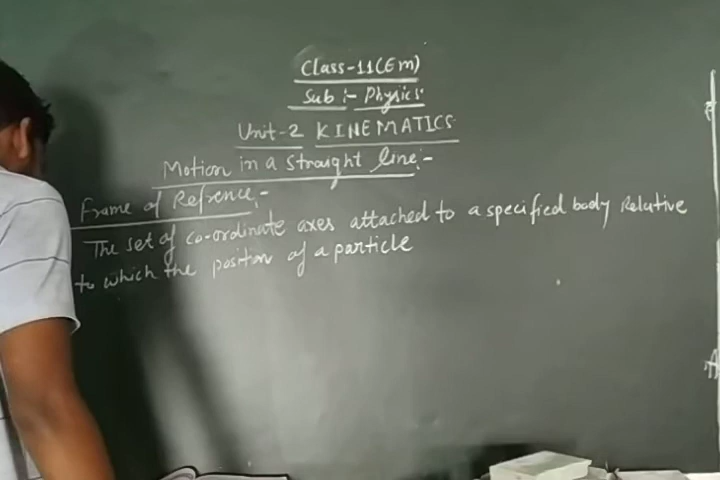 Class-11(Em)
Sub :- Physics
Unit-2 KINEMATICS
Motion in a straight line:-
Frame of Refrence:-
The set of co-ordinate axes attached to a specified body relative
to which the position of a particle